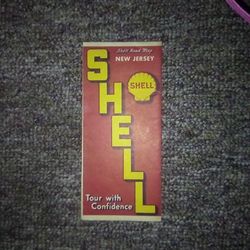 Shell Road Map
NEW JERSEY
SHELL
SHELL
Tour with
Confidence